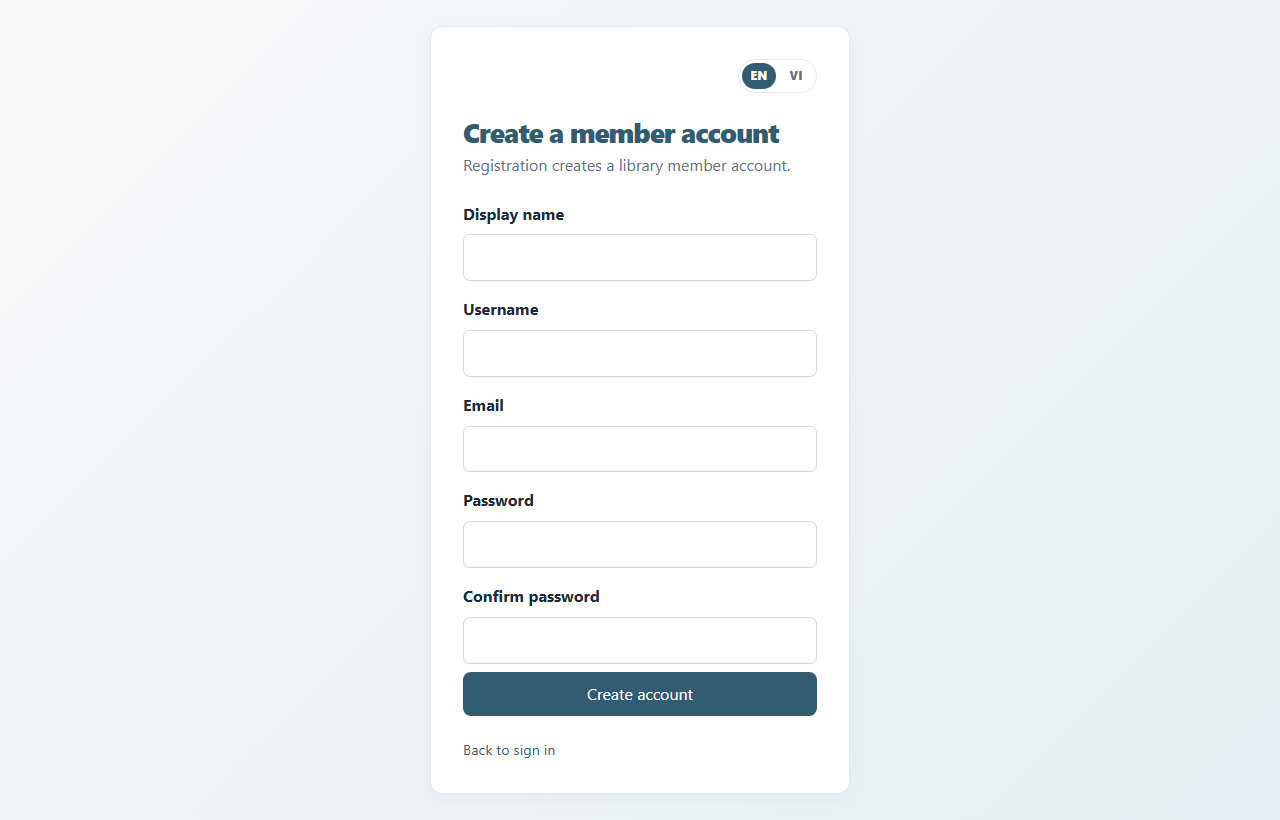 EN VI
Create a member account
Registration creates a library member account.
Display name
Username
Email
Password
Confirm password
Create account
Back to sign in